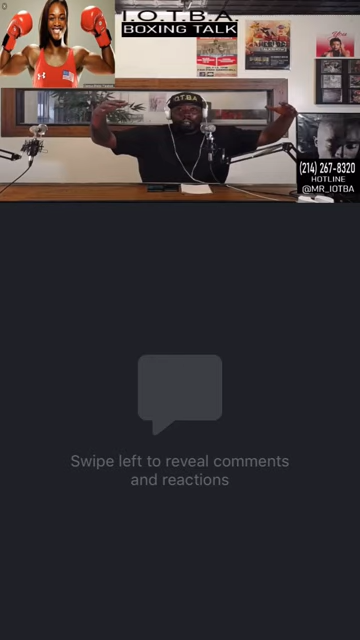 I.O.T.B.A.
BOXING TALK
I.O.T.B.A
(214) 267-8320
HOTLINE
@MR_IOTBA
Swipe left to reveal comments
and reactions